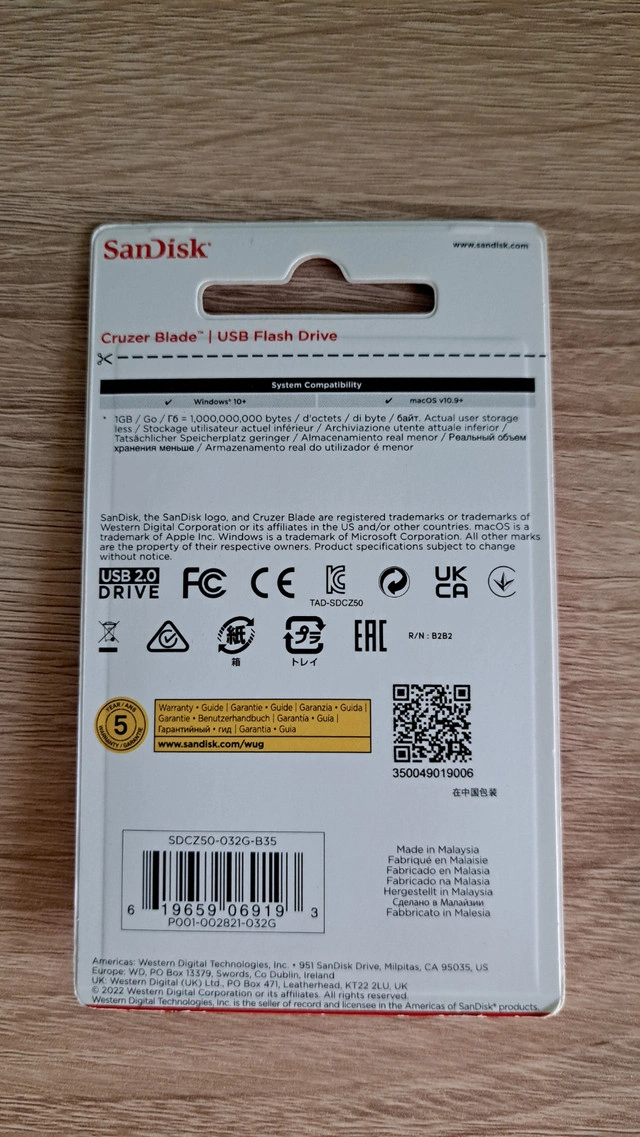 SanDisk®
www.sandisk.com
Cruzer Blade™ | USB Flash Drive
System Compatibility
✓ Windows® 10+ ✓ macOS v10.9+
* 1GB / Go / Гб = 1,000,000,000 bytes / d'octets / di byte / байт. Actual user storage
less / Stockage utilisateur actuel inférieur / Archiviazione utente attuale inferior /
Tatsächlicher Speicherplatz geringer / Almacenamiento real menor / Реальный объем
хранения меньше / Armazenamento real do utilizador é menor
SanDisk, the SanDisk logo, and Cruzer Blade are registered trademarks or trademarks of
Western Digital Corporation or its affiliates in the US and/or other countries. macOS is a
trademark of Apple Inc. Windows is a trademark of Microsoft Corporation. All other marks
are the property of their respective owners. Product specifications subject to change
without notice.
USB 2.0
DRIVE
FC CE
TAD-SDCZ50
UK
CA
紙
箱
プラ
トレイ
EAC
R/N : B2B2
YEAR / ANS
5
WARRANTY / GARANTIE
Warranty • Guide | Garantie • Guide | Garanzia • Guida |
Garantie • Benutzerhandbuch | Garantía • Guía |
Гарантийный • гид | Garantia • Guia
www.sandisk.com/wug
350049019006
在中国包装
SDCZ50-032G-B35
6 19659 06919 3
P001-002821-032G
Made in Malaysia
Fabriqué en Malaisie
Fabricado en Malasia
Fabricado na Malasia
Hergestellt in Malaysia
Сделано в Малайзии
Fabbricato in Malesia
Americas: Western Digital Technologies, Inc. • 951 SanDisk Drive, Milpitas, CA 95035, US
Europe: WD, PO Box 13379, Swords, Co Dublin, Ireland
UK: Western Digital (UK) Ltd., PO Box 471, Leatherhead, KT22 2LU, UK
© 2022 Western Digital Corporation or its affiliates. All rights reserved.
Western Digital Technologies, Inc. is the seller of record and licensee in the Americas of SanDisk® products.